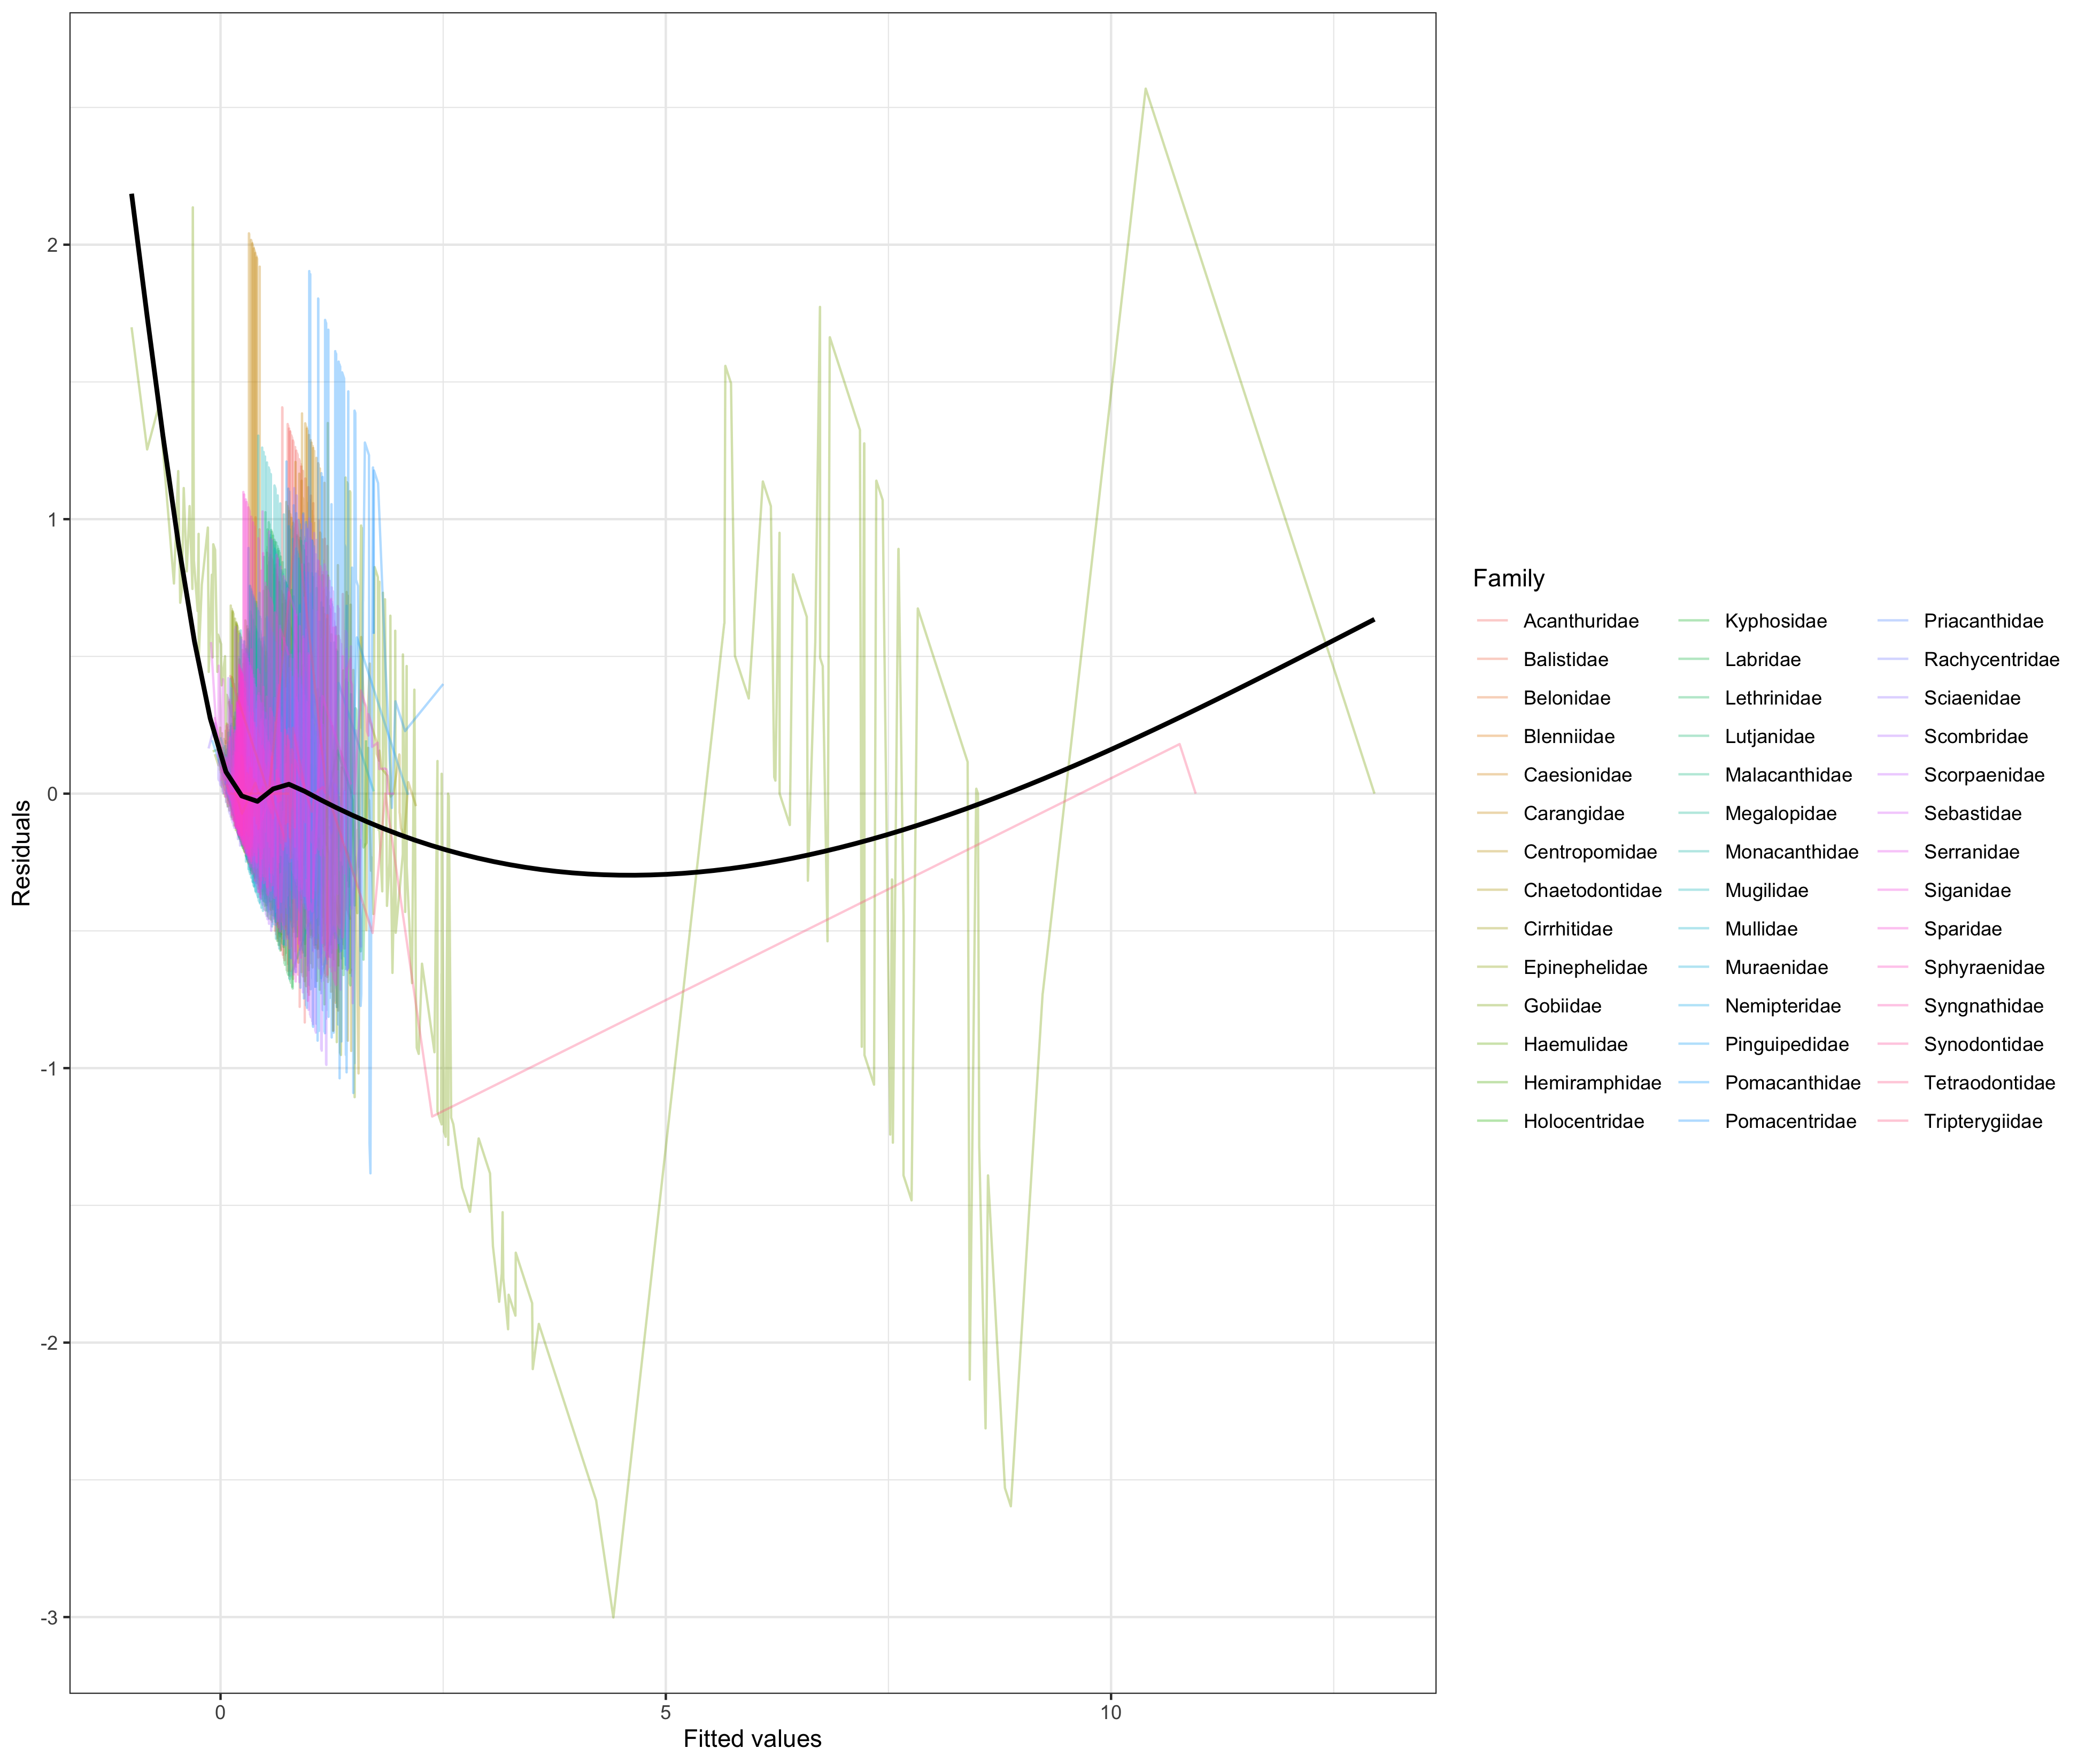 2
1
0
-1
-2
-3
Residuals
0 5 10
Fitted values
Family
Acanthuridae Kyphosidae Priacanthidae
Balistidae Labridae Rachycentridae
Belonidae Lethrinidae Sciaenidae
Blenniidae Lutjanidae Scombridae
Caesionidae Malacanthidae Scorpaenidae
Carangidae Megalopidae Sebastidae
Centropomidae Monacanthidae Serranidae
Chaetodontidae Mugilidae Siganidae
Cirrhitidae Mullidae Sparidae
Epinephelidae Muraenidae Sphyraenidae
Gobiidae Nemipteridae Syngnathidae
Haemulidae Pinguipedidae Synodontidae
Hemiramphidae Pomacanthidae Tetraodontidae
Holocentridae Pomacentridae Tripterygiidae